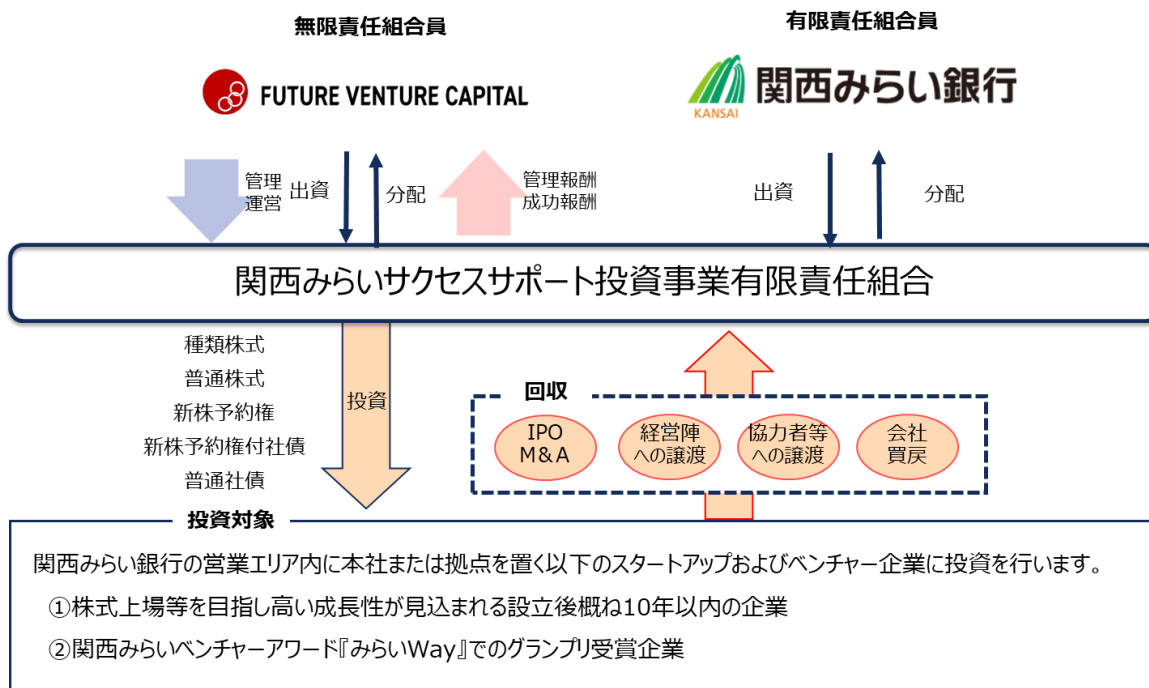 無限責任組合員
有限責任組合員
FUTURE VENTURE CAPITAL
関西みらい銀行
KANSAI
管理
運営
出資
分配
管理報酬
成功報酬
出資
分配
関西みらいサクセスサポート投資事業有限責任組合
種類株式
普通株式
新株予約権
新株予約権付社債
普通社債
投資
回収
IPO
M&A
経営陣
への譲渡
協力者等
への譲渡
会社
買戻
投資対象
関西みらい銀行の営業エリア内に本社または拠点を置く以下のスタートアップおよびベンチャー企業に投資を行います。
①株式上場等を目指し高い成長性が見込まれる設立後概ね10年以内の企業
②関西みらいベンチャーアワード『みらいWay』でのグランプリ受賞企業